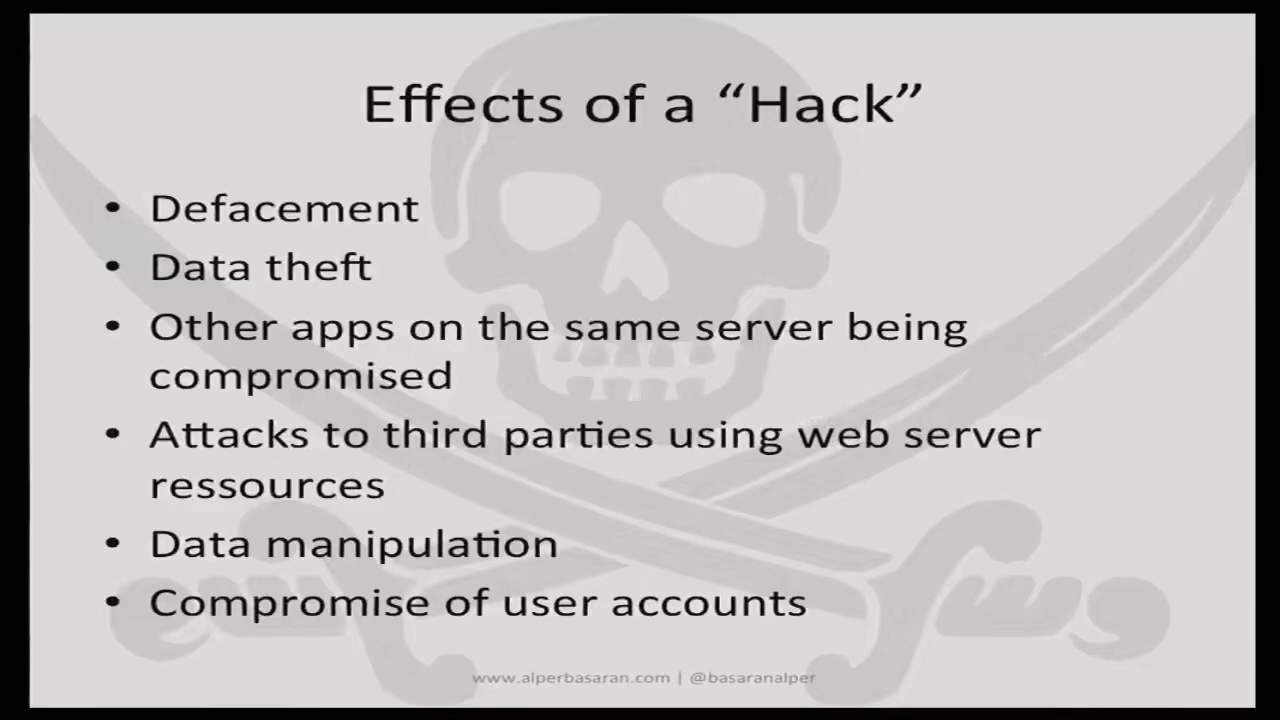 Effects of a “Hack”
• Defacement
• Data theft
• Other apps on the same server being
compromised
• Attacks to third parties using web server
ressources
• Data manipulation
• Compromise of user accounts
www.alperbasaran.com | @basaranalper